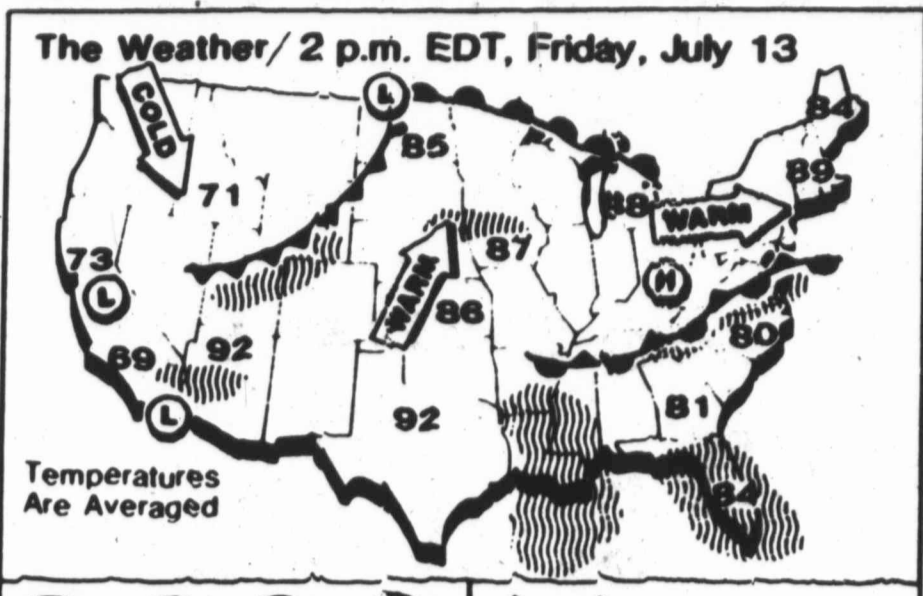 The Weather/ 2 p.m. EDT, Friday, July 13
L
84
COLD
85
89
71
88
WARM
73
87
H
L
WARM
86
80
69
92
81
92
L
Temperatures
Are Averaged
84